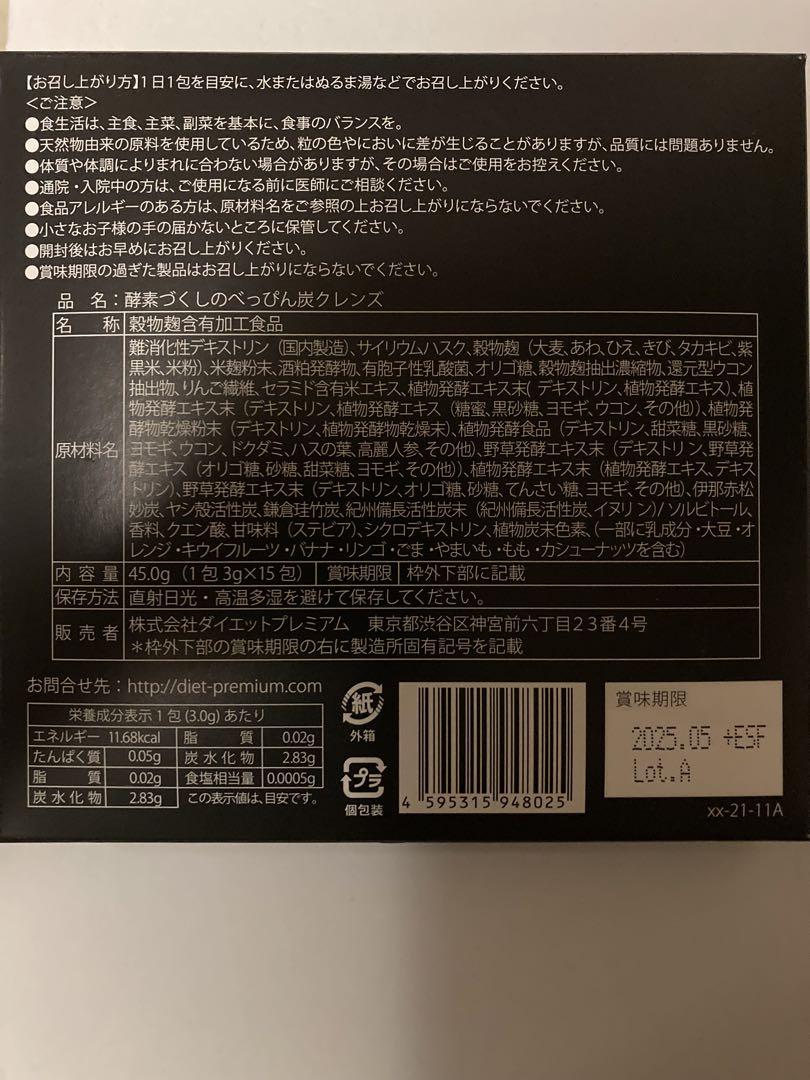 【お召し上がり方】1日1包を目安に、水またはぬるま湯などでお召し上がりください。
＜ご注意＞
●食生活は、主食、主菜、副菜を基本に、食事のバランスを。
●天然物由来の原料を使用しているため、粒の色やにおいに差が生じることがありますが、品質には問題ありません。
●体質や体調によりまれに合わない場合がありますが、その場合はご使用をお控えください。
●通院・入院中の方は、ご使用になる前に医師にご相談ください。
●食品アレルギーのある方は、原材料名をご参照の上お召し上がりにならないでください。
●小さなお子様の手の届かないところに保管してください。
●開封後はお早めにお召し上がりください。
●賞味期限の過ぎた製品はお召し上がりにならないでください。
品 名：酵素づくしのべっぴん炭クレンズ
名 称 穀物麹含有加工食品
原材料名
難消化性デキストリン（国内製造）、サイリウムハスク、穀物麹（大麦、あわ、ひえ、きび、タカキビ、紫
黒米、米粉）、米麹粉末、酒粕発酵物、有胞子性乳酸菌、オリゴ糖、穀物麹抽出濃縮物、還元型ウコン
抽出物、りんご繊維、セラミド含有米エキス、植物発酵エキス末( デキストリン、植物発酵エキス）、植
物発酵エキス末（デキストリン、植物発酵エキス（糖蜜、黒砂糖、ヨモギ、ウコン、その他））、植物発
酵物乾燥粉末（デキストリン、植物発酵物乾燥末）、植物発酵食品（デキストリン、甜菜糖、黒砂糖、
ヨモギ、ウコン、ドクダミ、ハスの葉、高麗人参、その他）、野草発酵エキス末（デキストリン、野草発
酵エキス（オリゴ糖、砂糖、甜菜糖、ヨモギ、その他））、植物発酵エキス末（植物発酵エキス、デキス
トリン）、野草発酵エキス末（デキストリン、オリゴ糖、砂糖、てんさい糖、ヨモギ、その他）、伊那赤松
妙炭、ヤシ殻活性炭、鎌倉珪竹炭、紀州備長活性炭末（紀州備長活性炭、イヌリン）/ ソルビトール、
香料、クエン酸、甘味料（ステビア）、シクロデキストリン、植物炭末色素、（一部に乳成分・大豆・オ
レンジ・キウイフルーツ・バナナ・リンゴ・ごま・やまいも・もも・カシューナッツを含む）
内 容 量 45.0g（1包 3g×15包） 賞味期限 枠外下部に記載
保存方法 直射日光・高温多湿を避けて保存してください。
販 売 者 株式会社ダイエットプレミアム 東京都渋谷区神宮前六丁目23番4号
＊枠外下部の賞味期限の右に製造所固有記号を記載
お問合せ先：http://diet-premium.com
栄養成分表示 1包 (3.0g) あたり
エネルギー 11.68kcal 脂 質 0.02g
たんぱく質 0.05g 炭水化物 2.83g
脂 質 0.02g 食塩相当量 0.0005g
炭水化物 2.83g この表示値は、目安です。
紙
外箱
プラ
個包装
4 595315 948025
賞味期限
2025.05 +ESF
Lot.A
xx-21-11A